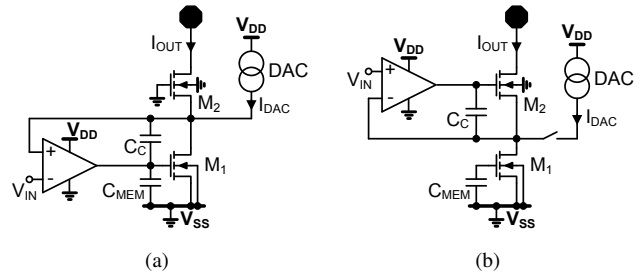 V_DD
I_OUT
DAC
M_2
I_DAC
V_DD
C_C
+
-
M_1
V_IN
C_MEM
V_SS
(a)
V_DD
V_DD
I_OUT
DAC
V_IN
+
-
M_2
I_DAC
C_C
M_1
C_MEM
V_SS
(b)